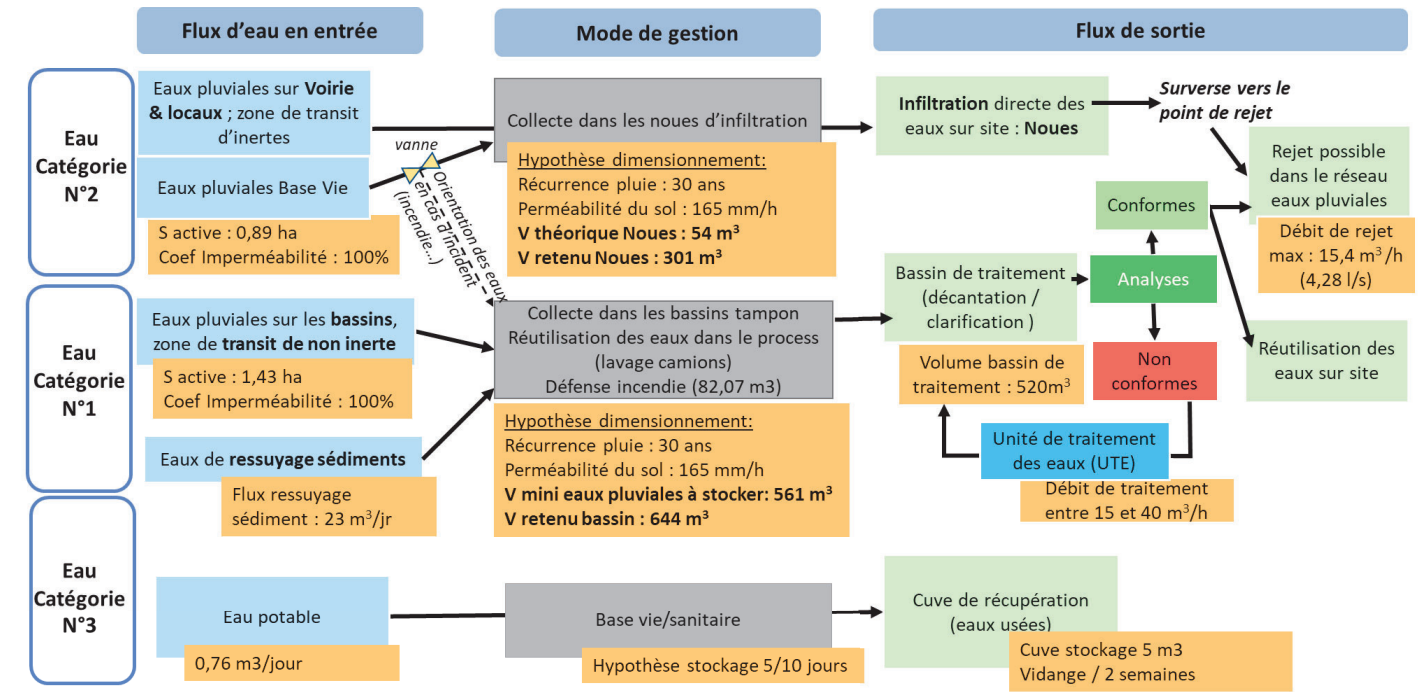 Flux d'eau en entrée
Mode de gestion
Flux de sortie
Eau
Catégorie
N°2
Eaux pluviales sur Voirie
& locaux ; zone de transit
d'inertes
Eaux pluviales Base Vie
S active : 0,89 ha
Coef Imperméabilité : 100%
vanne
Orientation des eaux
en cas d'incident
(incendie...)
Collecte dans les noues d'infiltration
Hypothèse dimensionnement:
Récurrence pluie : 30 ans
Perméabilité du sol : 165 mm/h
V théorique Noues : 54 m³
V retenu Noues : 301 m³
Infiltration directe des
eaux sur site : Noues
Surverse vers le
point de rejet
Rejet possible
dans le réseau
eaux pluviales
Débit de rejet
max : 15,4 m³/h
(4,28 l/s)
Eau
Catégorie
N°1
Eaux pluviales sur les bassins,
zone de transit de non inerte
S active : 1,43 ha
Coef Imperméabilité : 100%
Eaux de ressuyage sédiments
Flux ressuyage
sédiment : 23 m³/jr
Collecte dans les bassins tampon
Réutilisation des eaux dans le process
(lavage camions)
Défense incendie (82,07 m3)
Hypothèse dimensionnement:
Récurrence pluie : 30 ans
Perméabilité du sol : 165 mm/h
V mini eaux pluviales à stocker: 561 m³
V retenu bassin : 644 m³
Bassin de traitement
(décantation /
clarification )
Volume bassin de
traitement : 520m³
Conformes
Analyses
Non
conformes
Unité de traitement
des eaux (UTE)
Débit de traitement
entre 15 et 40 m³/h
Réutilisation des
eaux sur site
Eau
Catégorie
N°3
Eau potable
0,76 m3/jour
Base vie/sanitaire
Hypothèse stockage 5/10 jours
Cuve de récupération
(eaux usées)
Cuve stockage 5 m3
Vidange / 2 semaines